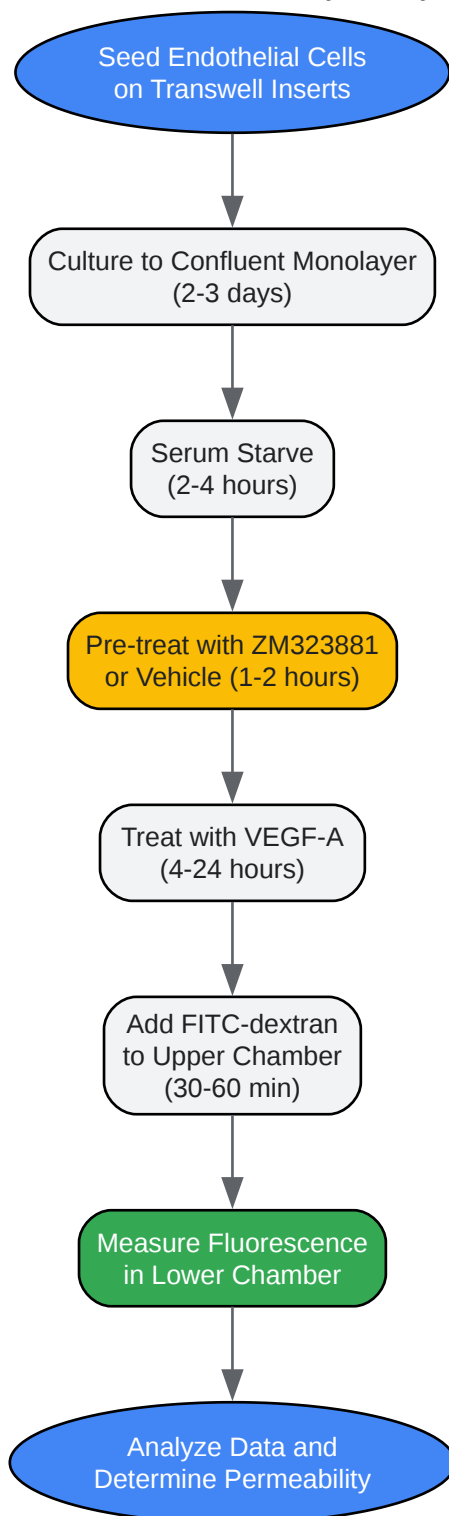 Seed Endothelial Cells
on Transwell Inserts
Culture to Confluent Monolayer
(2-3 days)
Serum Starve
(2-4 hours)
Pre-treat with ZM323881
or Vehicle (1-2 hours)
Treat with VEGF-A
(4-24 hours)
Add FITC-dextran
to Upper Chamber
(30-60 min)
Measure Fluorescence
in Lower Chamber
Analyze Data and
Determine Permeability